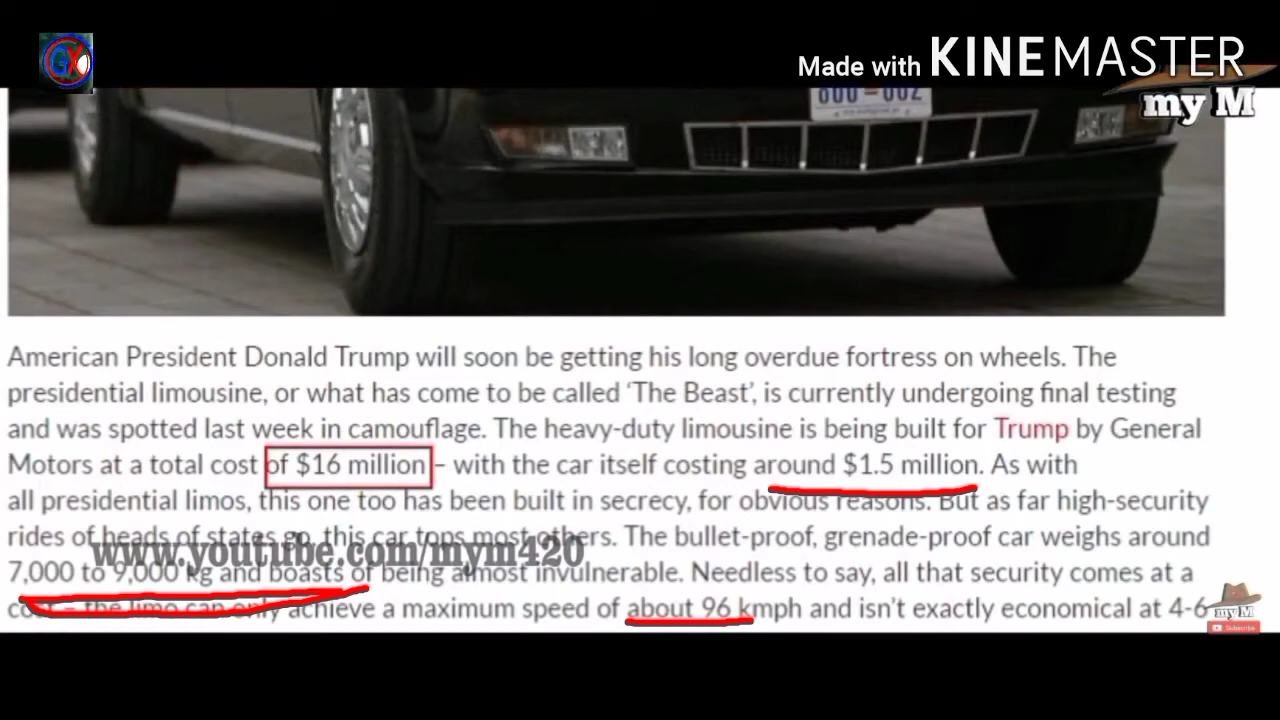 GX
Made with KINEMASTER
my M
800 - 002
American President Donald Trump will soon be getting his long overdue fortress on wheels. The
presidential limousine, or what has come to be called 'The Beast', is currently undergoing final testing
and was spotted last week in camouflage. The heavy-duty limousine is being built for Trump by General
Motors at a total cost of $16 million – with the car itself costing around $1.5 million. As with
all presidential limos, this one too has been built in secrecy, for obvious reasons. But as far high-security
rides of heads of states go, this car tops most others. The bullet-proof, grenade-proof car weighs around
www.youtube.com/mym420
7,000 to 9,000 kg and boasts of being almost invulnerable. Needless to say, all that security comes at a
cost – the limo can only achieve a maximum speed of about 96 kmph and isn't exactly economical at 4-6
my M
Subscribe